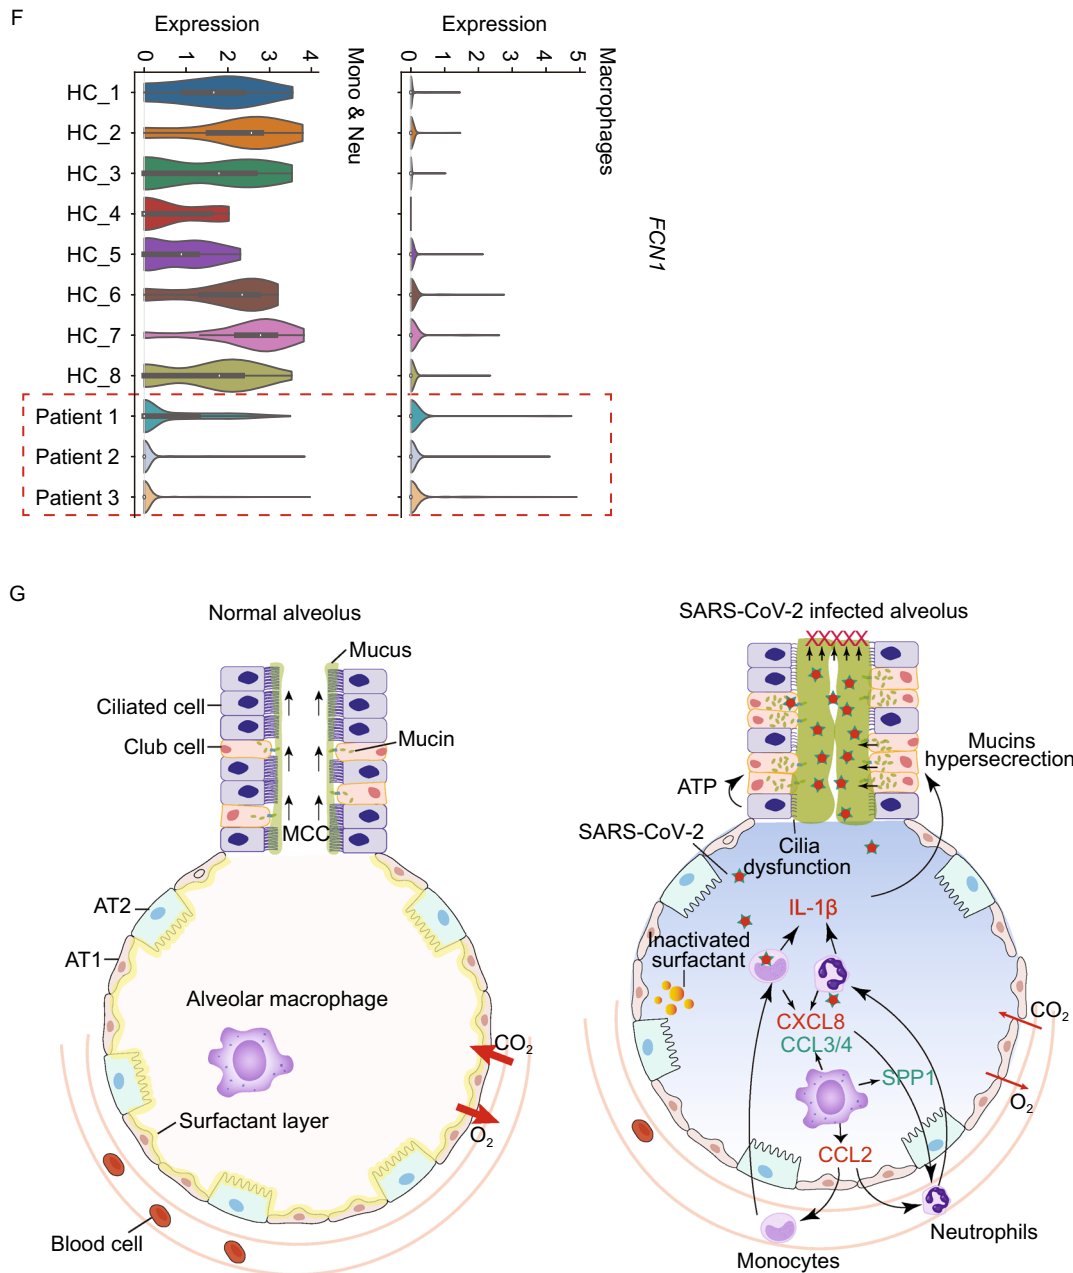 F
Expression
Expression
0 1 2 3 4
Mono & Neu
0 1 2 3 4 5
Macrophages
FCN1
HC_1
HC_2
HC_3
HC_4
HC_5
HC_6
HC_7
HC_8
Patient 1
Patient 2
Patient 3
G
Normal alveolus
Mucus
Ciliated cell
Club cell
Mucin
MCC
AT2
AT1
Alveolar macrophage
CO2
Surfactant layer
O2
Blood cell
SARS-CoV-2 infected alveolus
XXXXX
Mucins
hypersecretion
ATP
SARS-CoV-2
Cilia
dysfunction
IL-1β
Inactivated
surfactant
CXCL8
CCL3/4
CO2
SPP1
O2
CCL2
Neutrophils
Monocytes